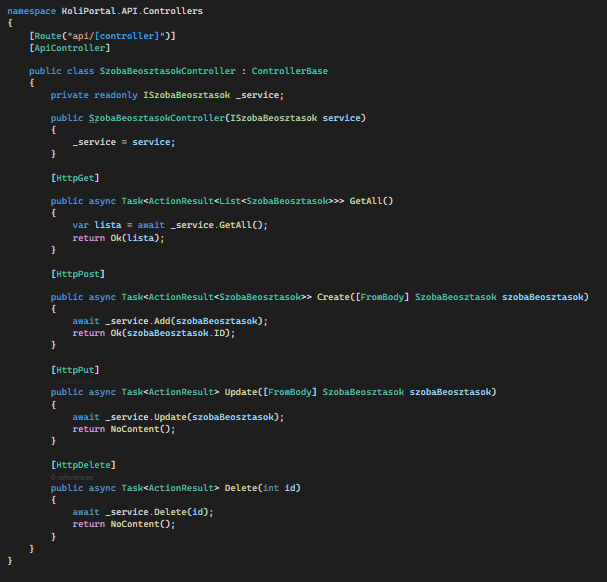 namespace KoliPortal.API.Controllers
{
[Route("api/[controller]")]
[ApiController]
public class SzobaBeosztasokController : ControllerBase
{
private readonly ISzobaBeosztasok _service;
public SzobaBeosztasokController(ISzobaBeosztasok service)
{
_service = service;
}
[HttpGet]
public async Task<ActionResult<List<SzobaBeosztasok>>> GetAll()
{
var lista = await _service.GetAll();
return Ok(lista);
}
[HttpPost]
public async Task<ActionResult<SzobaBeosztasok>> Create([FromBody] SzobaBeosztasok szobaBeosztasok)
{
await _service.Add(szobaBeosztasok);
return Ok(szobaBeosztasok.ID);
}
[HttpPut]
public async Task<ActionResult> Update([FromBody] SzobaBeosztasok szobaBeosztasok)
{
await _service.Update(szobaBeosztasok);
return NoContent();
}
[HttpDelete]
0 references
public async Task<ActionResult> Delete(int id)
{
await _service.Delete(id);
return NoContent();
}
}
}